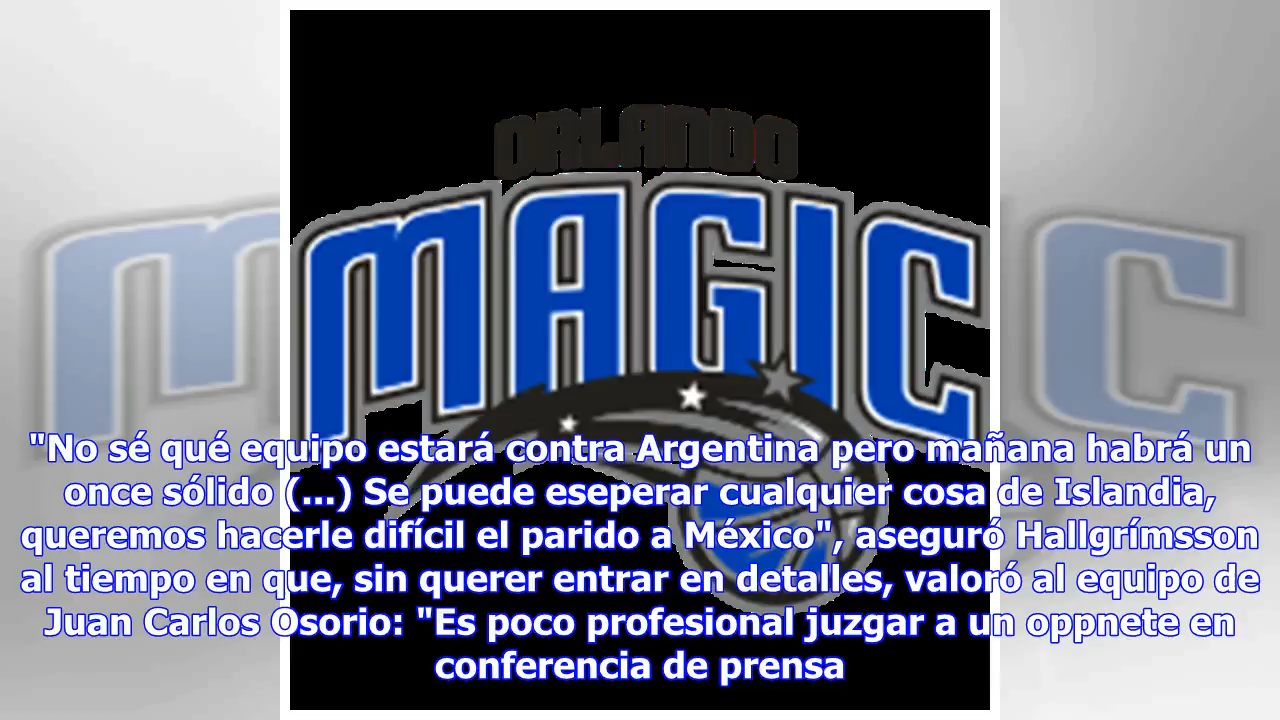 ORLANDO
MAGIC
"No sé qué equipo estará contra Argentina pero mañana habrá un
once sólido (...) Se puede eseperar cualquier cosa de Islandia,
queremos hacerle difícil el parido a México", aseguró Hallgrímsson
al tiempo en que, sin querer entrar en detalles, valoró al equipo de
Juan Carlos Osorio: "Es poco profesional juzgar a un oppnete en
conferencia de prensa